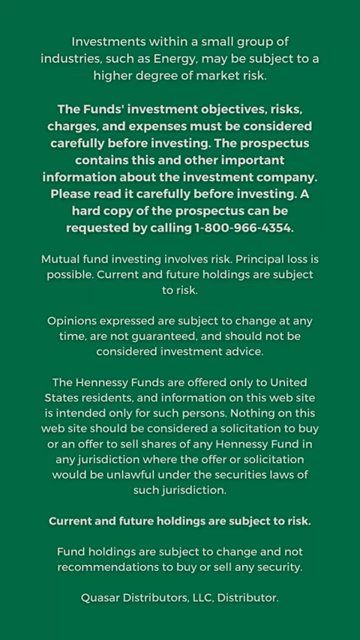 Investments within a small group of
industries, such as Energy, may be subject to a
higher degree of market risk.
The Funds' investment objectives, risks,
charges, and expenses must be considered
carefully before investing. The prospectus
contains this and other important
information about the investment company.
Please read it carefully before investing. A
hard copy of the prospectus can be
requested by calling 1-800-966-4354.
Mutual fund investing involves risk. Principal loss is
possible. Current and future holdings are subject
to risk.
Opinions expressed are subject to change at any
time, are not guaranteed, and should not be
considered investment advice.
The Hennessy Funds are offered only to United
States residents, and information on this web site
is intended only for such persons. Nothing on this
web site should be considered a solicitation to buy
or an offer to sell shares of any Hennessy Fund in
any jurisdiction where the offer or solicitation
would be unlawful under the securities laws of
such jurisdiction.
Current and future holdings are subject to risk.
Fund holdings are subject to change and not
recommendations to buy or sell any security.
Quasar Distributors, LLC, Distributor.